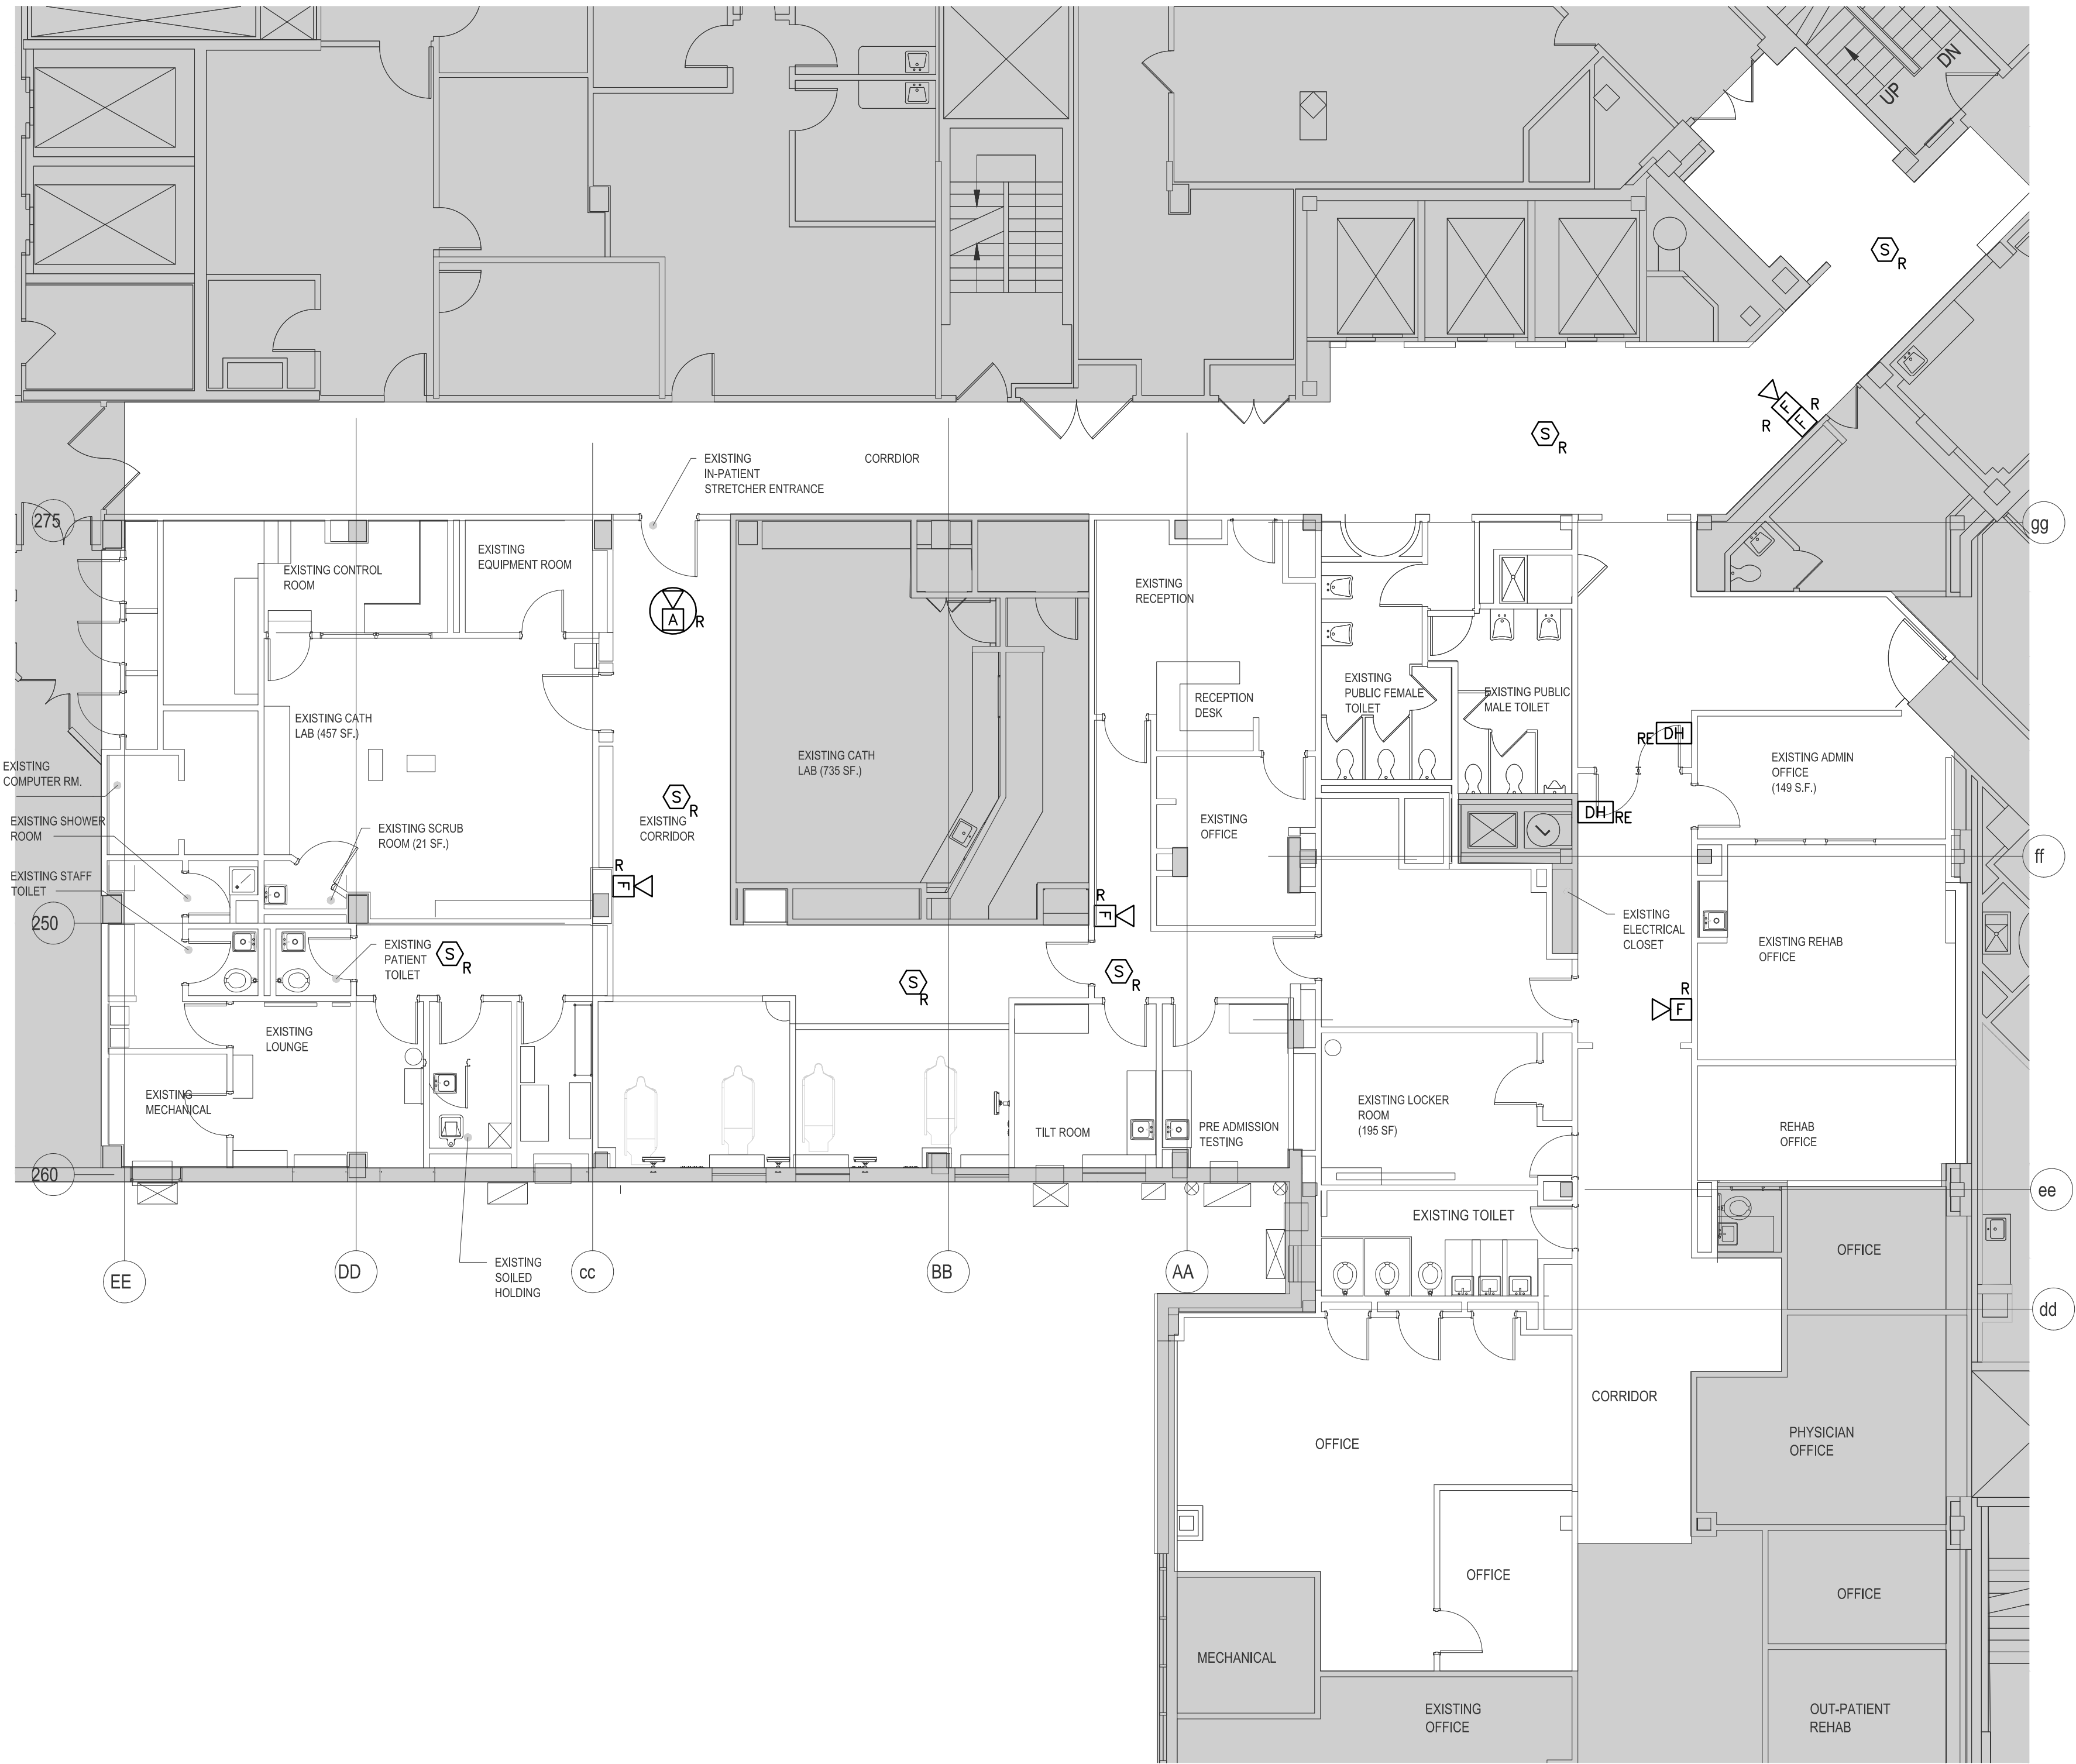 DN
UP
S
R
F
R
F
R
S
R
EXISTING
IN-PATIENT
STRETCHER ENTRANCE
CORRDIOR
275
gg
EXISTING CONTROL
ROOM
EXISTING
EQUIPMENT ROOM
A
R
EXISTING
RECEPTION
RECEPTION
DESK
EXISTING
PUBLIC FEMALE
TOILET
EXISTING PUBLIC
MALE TOILET
EXISTING CATH
LAB (457 SF.)
EXISTING CATH
LAB (735 SF.)
RE
DH
EXISTING ADMIN
OFFICE
(149 S.F.)
EXISTING
COMPUTER RM.
EXISTING SHOWER
ROOM
EXISTING SCRUB
ROOM (21 SF.)
S
R
EXISTING
CORRIDOR
EXISTING
OFFICE
DH
RE
L
ff
EXISTING STAFF
TOILET
R
F
R
F
250
EXISTING
ELECTRICAL
CLOSET
EXISTING REHAB
OFFICE
EXISTING
PATIENT
TOILET
S
R
S
R
S
R
R
F
EXISTING
LOUNGE
EXISTING
MECHANICAL
TILT ROOM
PRE ADMISSION
TESTING
EXISTING LOCKER
ROOM
(195 SF)
REHAB
OFFICE
260
ee
EXISTING TOILET
OFFICE
EE
DD
cc
BB
AA
EXISTING
SOILED
HOLDING
dd
CORRIDOR
OFFICE
PHYSICIAN
OFFICE
OFFICE
OFFICE
MECHANICAL
EXISTING
OFFICE
OUT-PATIENT
REHAB